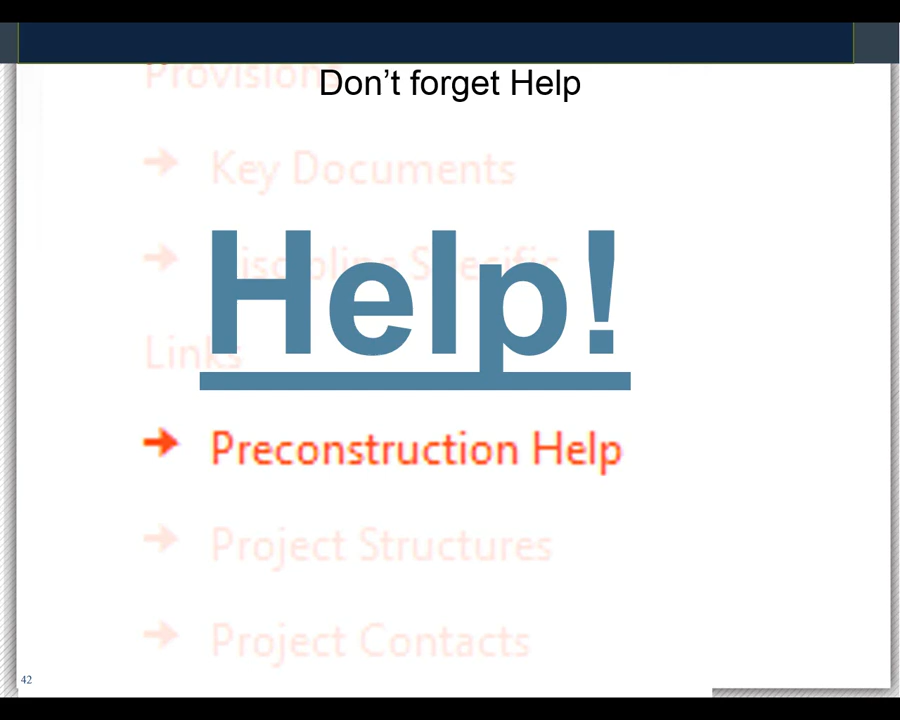 Provisions
Don’t forget Help
Key Documents
Discipline Specific
Help!
Links
Preconstruction Help
Project Structures
Project Contacts
42